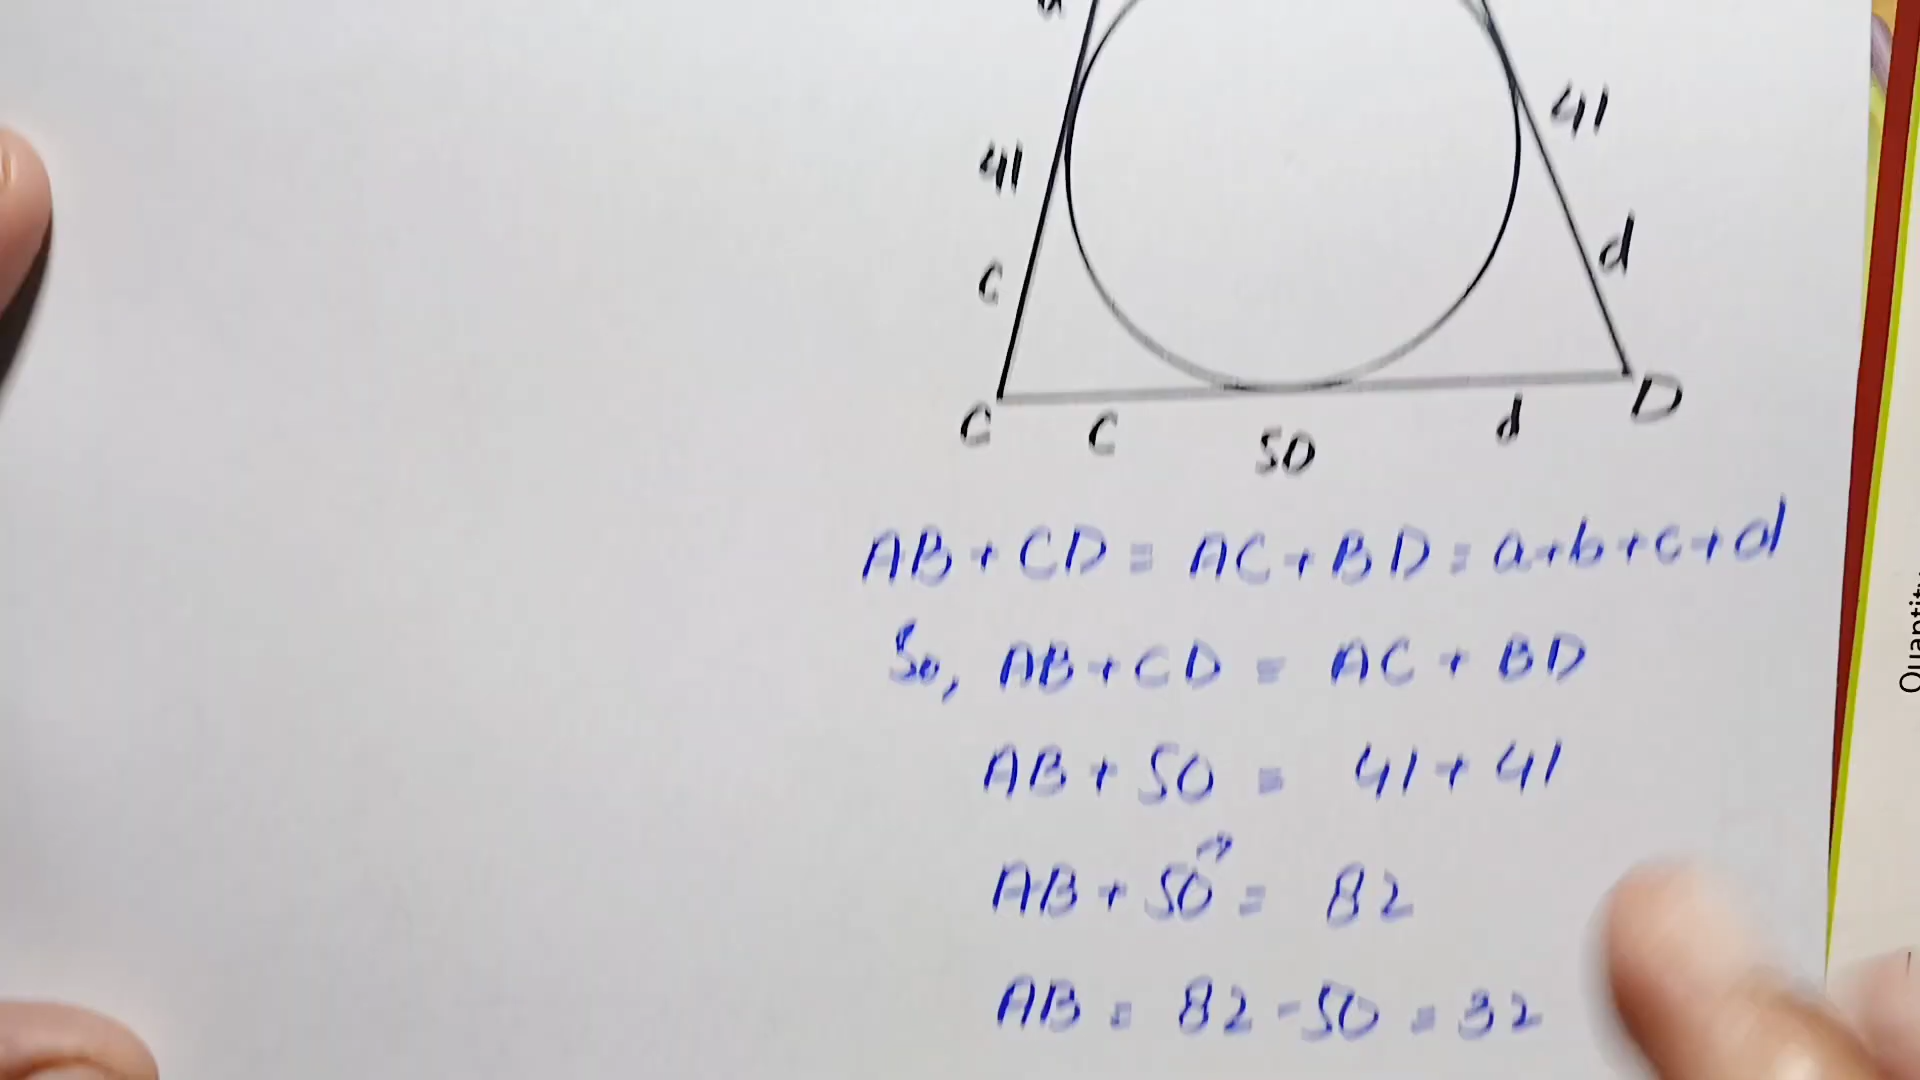 41
41
c
d
C
c
50
d
D
AB + CD = AC + BD = a+b+c+d
So, AB + CD = AC + BD
AB + 50 = 41 + 41
AB + 50 = 82
AB = 82 - 50 = 32